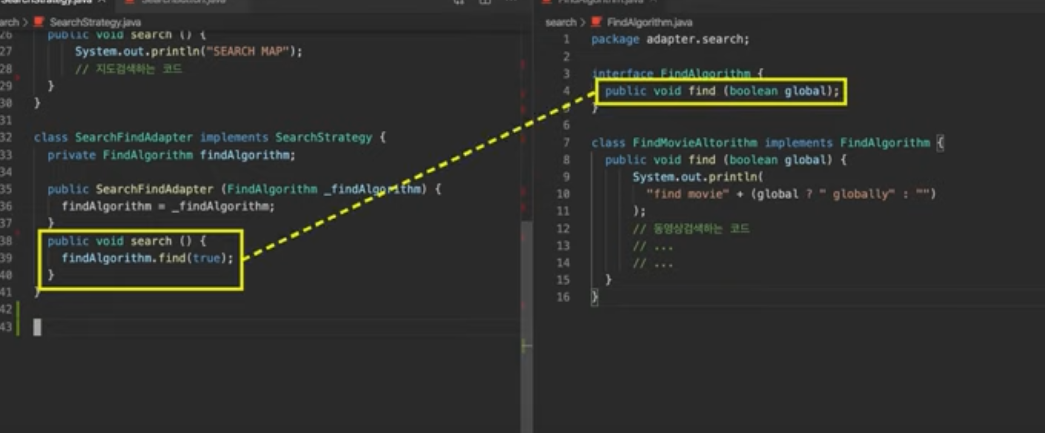 SearchStrategy.java
SearchButton.java
FindAlgorithm.java
SearchStrategy.java
26 public void search () {
27 System.out.println("SEARCH MAP");
28 // 지도검색하는 코드
29 }
30 }
31
32 class SearchFindAdapter implements SearchStrategy {
33 private FindAlgorithm findAlgorithm;
34
35 public SearchFindAdapter (FindAlgorithm _findAlgorithm) {
36 findAlgorithm = _findAlgorithm;
37 }
38 public void search () {
39 findAlgorithm.find(true);
40 }
41 }
42
43
search > FindAlgorithm.java
1 package adapter.search;
2
3 interface FindAlgorithm {
4 public void find (boolean global);
5 }
6
7 class FindMovieAltorithm implements FindAlgorithm {
8 public void find (boolean global) {
9 System.out.println(
10 "find movie" + (global ? " globally" : "")
11 );
12 // 동영상검색하는 코드
13 // ...
14 // ...
15 }
16 }